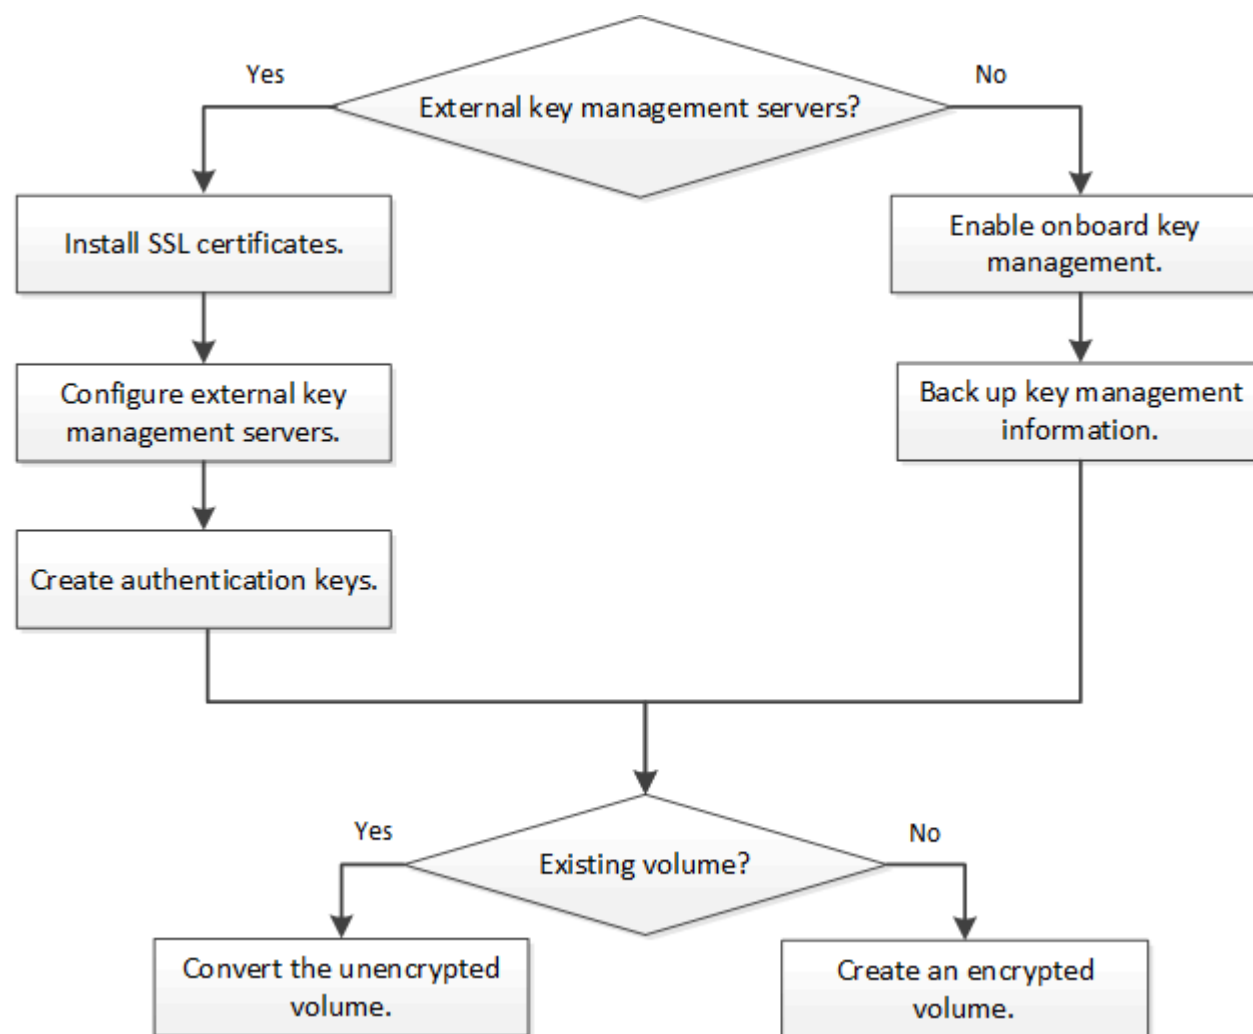 Yes
No
External key management servers?
Install SSL certificates.
Enable onboard key
management.
Configure external key
management servers.
Back up key management
information.
Create authentication keys.
Yes
No
Existing volume?
Convert the unencrypted
volume.
Create an encrypted
volume.